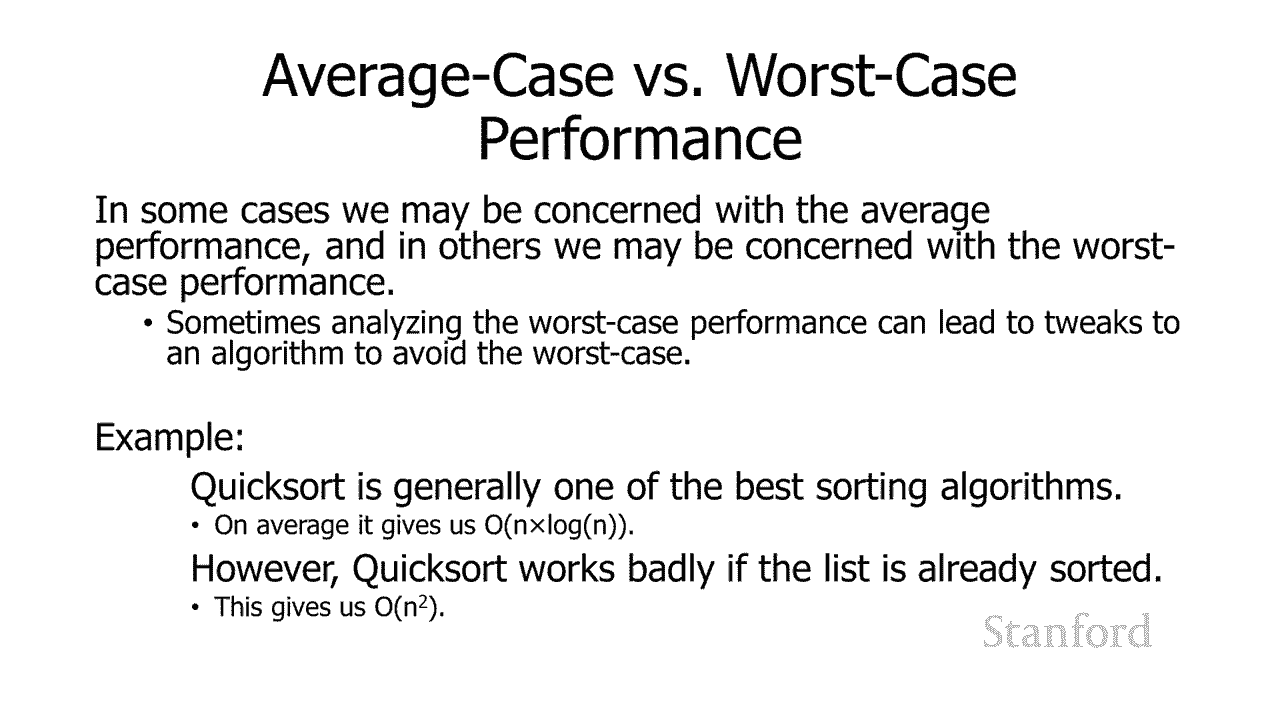 Average-Case vs. Worst-Case
Performance
In some cases we may be concerned with the average
performance, and in others we may be concerned with the worst-
case performance.
• Sometimes analyzing the worst-case performance can lead to tweaks to
an algorithm to avoid the worst-case.
Example:
Quicksort is generally one of the best sorting algorithms.
• On average it gives us O(n×log(n)).
However, Quicksort works badly if the list is already sorted.
• This gives us O(n²).
Stanford